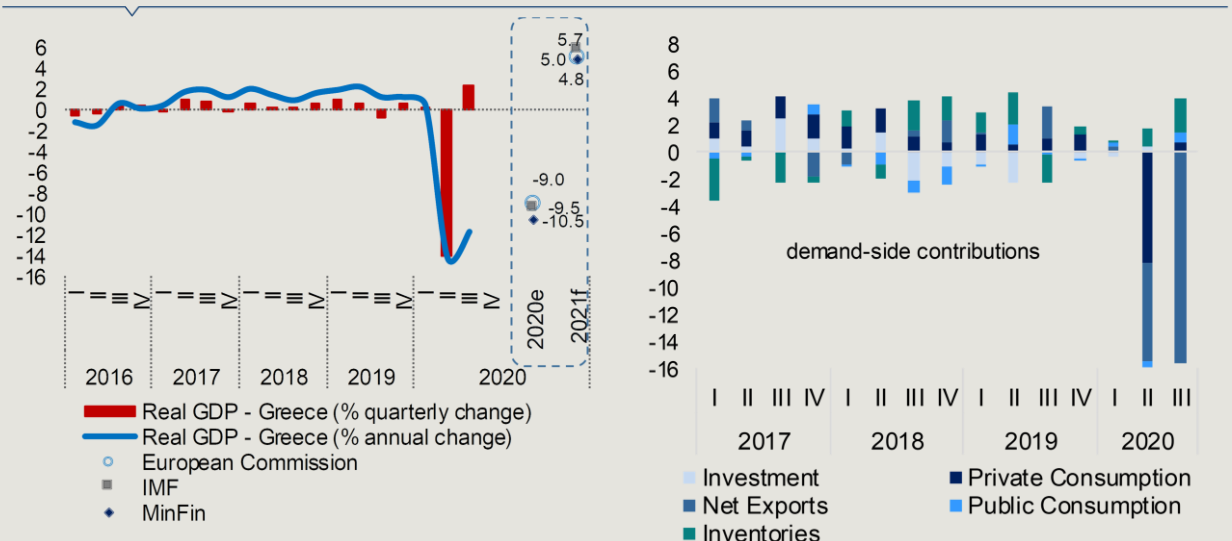 6
4
2
0
-2
-4
-6
-8
-10
-12
-14
-16
5.7
5.0
4.8
-9.0
-9.5
-10.5
I II III IV I II III IV I II III IV I II III IV I II III IV
2020e
2021f
2016 2017 2018 2019 2020
Real GDP - Greece (% quarterly change)
Real GDP - Greece (% annual change)
European Commission
IMF
MinFin
8
6
4
2
0
-2
-4
-6
-8
-10
-12
-14
-16
demand-side contributions
I II III IV I II III IV I II III IV I II III
2017 2018 2019 2020
Investment Private Consumption
Net Exports Public Consumption
Inventories